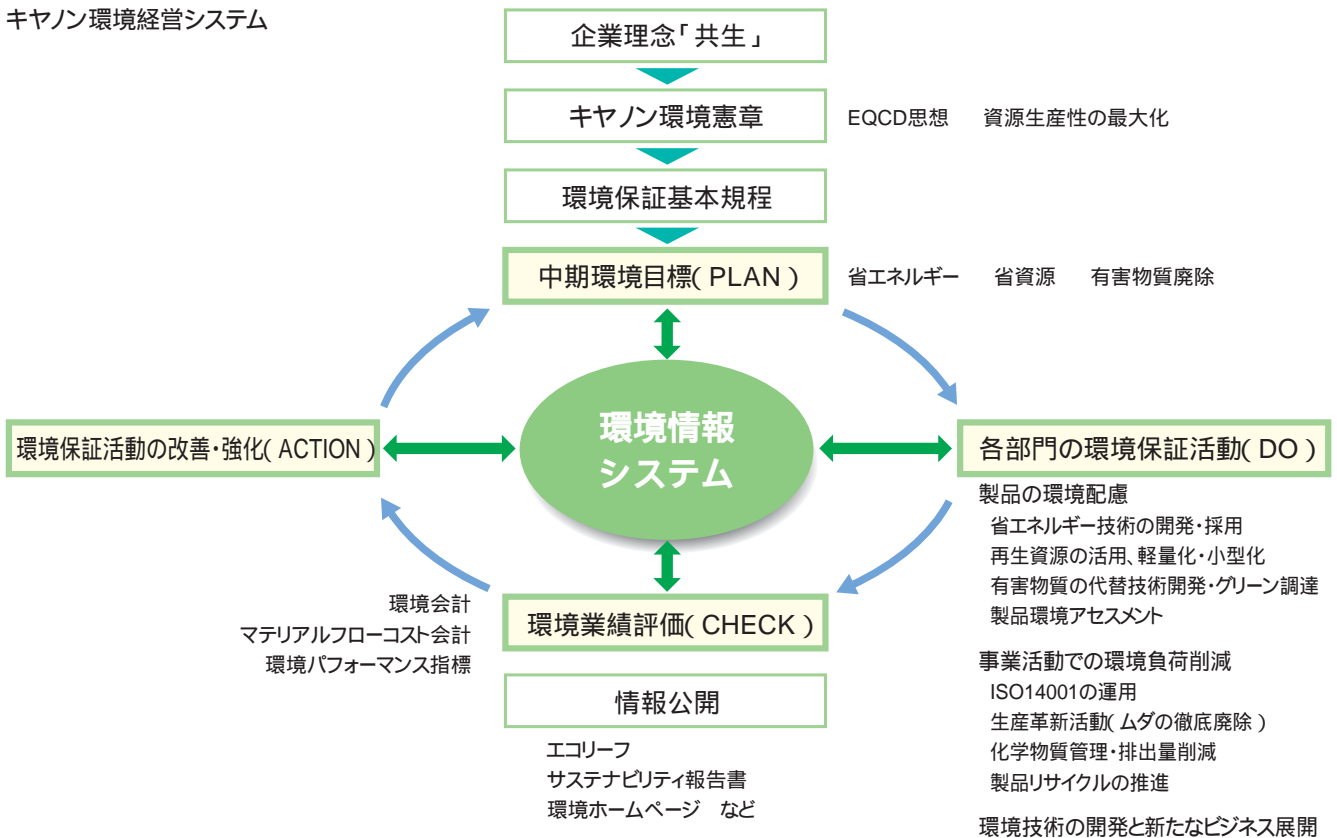 キヤノン環境経営システム
企業理念「共生」
キヤノン環境憲章
EQCD思想 資源生産性の最大化
環境保証基本規程
中期環境目標(PLAN)
省エネルギー 省資源 有害物質廃除
環境情報
システム
環境保証活動の改善・強化(ACTION)
各部門の環境保証活動(DO)
製品の環境配慮
省エネルギー技術の開発・採用
再生資源の活用、軽量化・小型化
有害物質の代替技術開発・グリーン調達
製品環境アセスメント
事業活動での環境負荷削減
ISO14001の運用
生産革新活動(ムダの徹底廃除)
化学物質管理・排出量削減
製品リサイクルの推進
環境技術の開発と新たなビジネス展開
環境業績評価(CHECK)
環境会計
マテリアルフローコスト会計
環境パフォーマンス指標
情報公開
エコリーフ
サステナビリティ報告書
環境ホームページ など